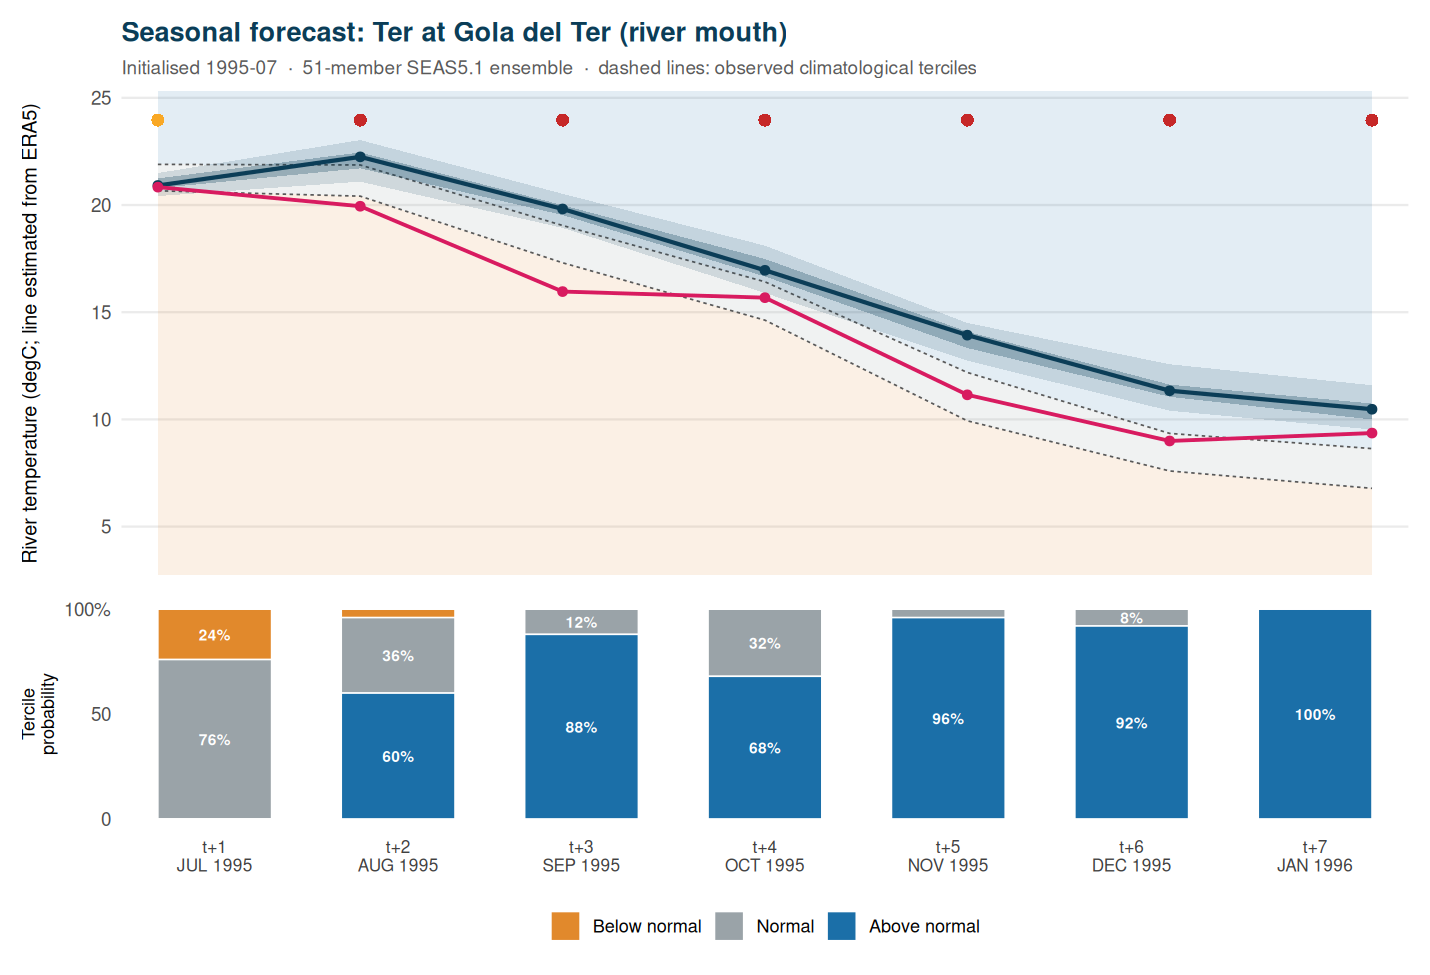 Seasonal forecast: Ter at Gola del Ter (river mouth)
Initialised 1995-07 · 51-member SEAS5.1 ensemble · dashed lines: observed climatological terciles
River temperature (degC; line estimated from ERA5)
25
20
15
10
5
Tercile
probability
100%
50
0
24%
76%
36%
60%
12%
88%
32%
68%
96%
8%
92%
100%
t+1
JUL 1995
t+2
AUG 1995
t+3
SEP 1995
t+4
OCT 1995
t+5
NOV 1995
t+6
DEC 1995
t+7
JAN 1996
Below normal
Normal
Above normal